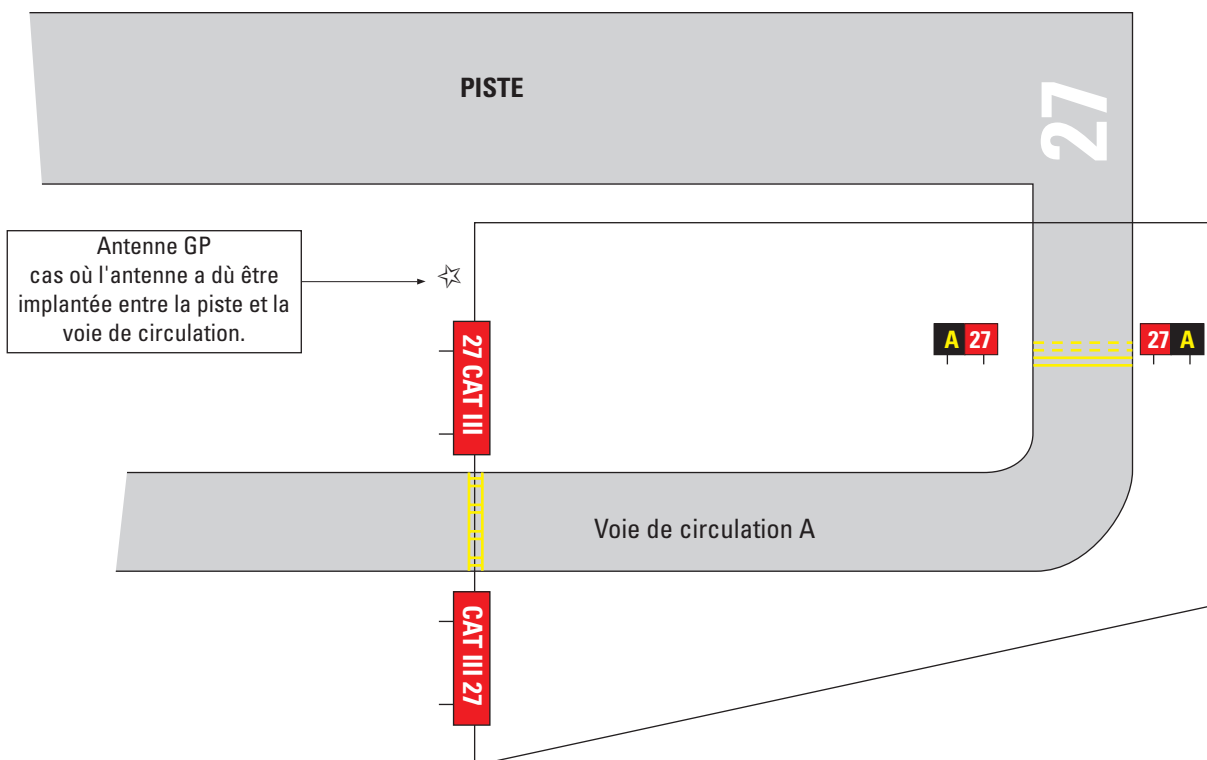 PISTE
27
Antenne GP
cas où l'antenne a dù être
implantée entre la piste et la
voie de circulation.
27 CAT III
A 27
27 A
Voie de circulation A
CAT III 27